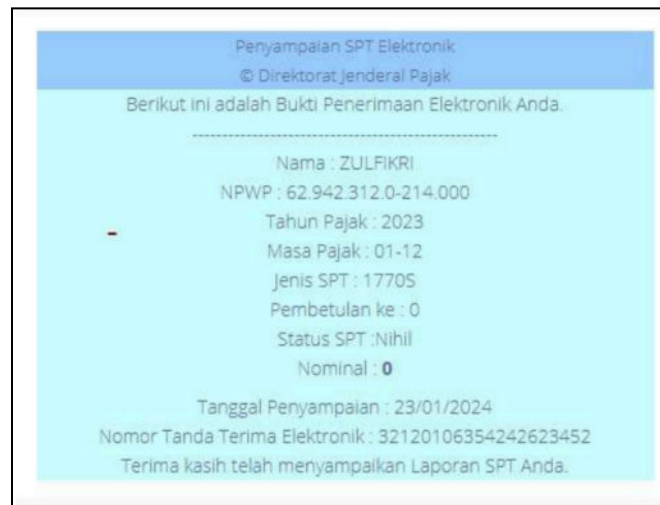 Penyampaian SPT Elektronik
© Direktorat Jenderal Pajak
Berikut ini adalah Bukti Penerimaan Elektronik Anda.
--------------------------------------------------
Nama : ZULFIKRI
NPWP : 62.942.312.0-214.000
Tahun Pajak : 2023
Masa Pajak : 01-12
Jenis SPT : 1770S
Pembetulan ke : 0
Status SPT :Nihil
Nominal : 0
Tanggal Penyampaian : 23/01/2024
Nomor Tanda Terima Elektronik : 32120106354242623452
Terima kasih telah menyampaikan Laporan SPT Anda.